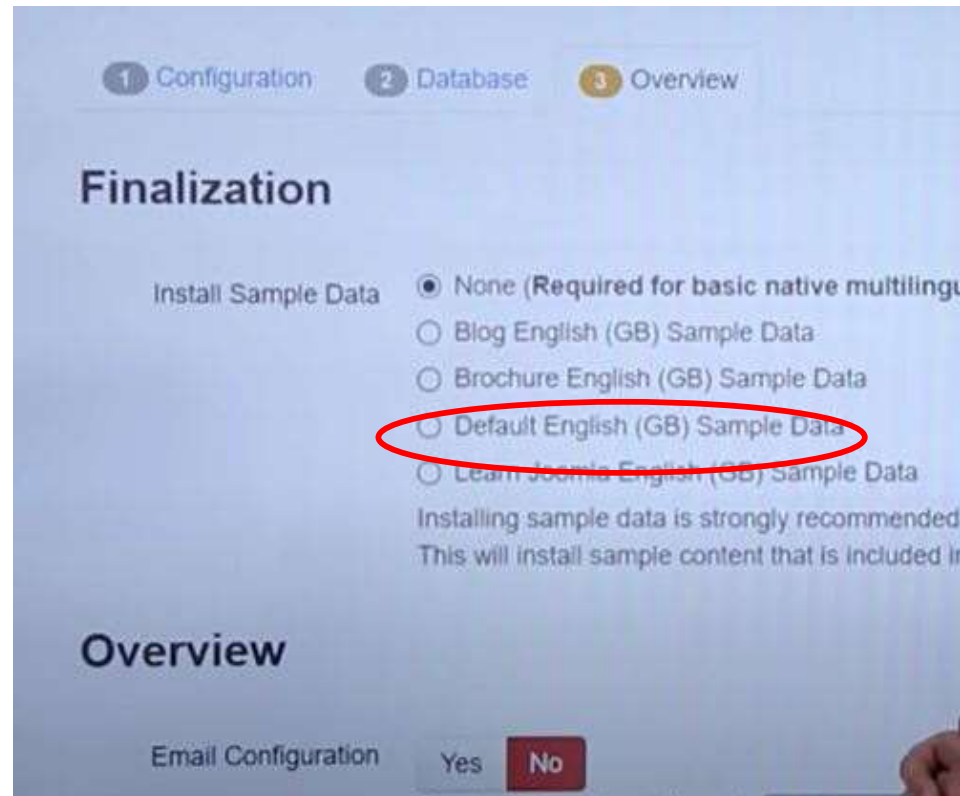 1 Configuration 2 Database 3 Overview
Finalization
Install Sample Data
None (Required for basic native multilingu
Blog English (GB) Sample Data
Brochure English (GB) Sample Data
Default English (GB) Sample Data
Learn Joomla English (GB) Sample Data
Installing sample data is strongly recommended
This will install sample content that is included in
Overview
Email Configuration Yes No